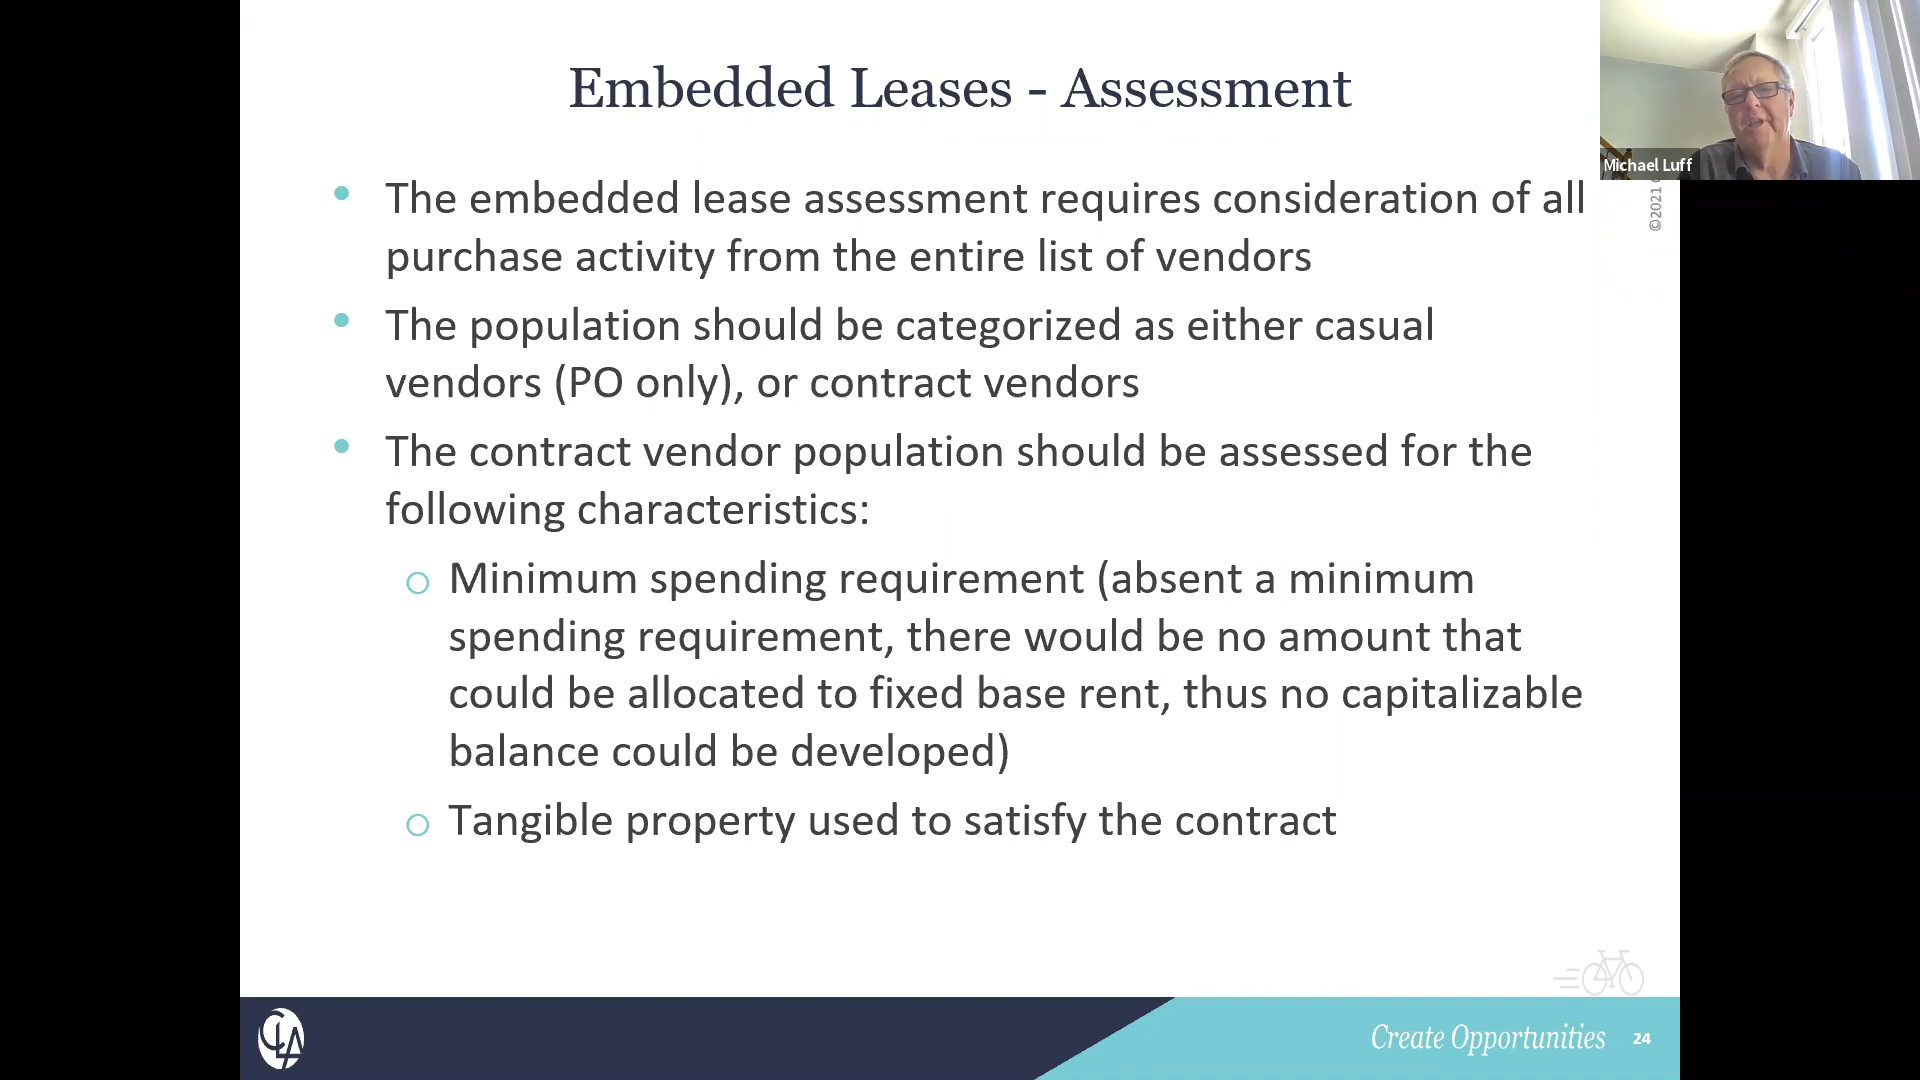 Embedded Leases - Assessment
Michael Luff
©2021
• The embedded lease assessment requires consideration of all
purchase activity from the entire list of vendors
• The population should be categorized as either casual
vendors (PO only), or contract vendors
• The contract vendor population should be assessed for the
following characteristics:
○ Minimum spending requirement (absent a minimum
spending requirement, there would be no amount that
could be allocated to fixed base rent, thus no capitalizable
balance could be developed)
○ Tangible property used to satisfy the contract
CLA
Create Opportunities
24